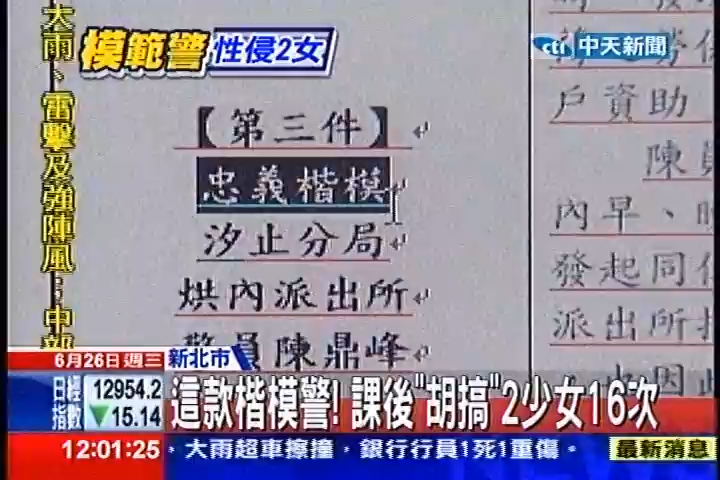 大雨、雷擊及強陣風；中部
模範警 性侵2女
cti 中天新聞
【第三件】
忠義楷模
汐止分局
烘內派出所
警員陳鼎峰
戶資助
陳員
內早、晚
發起同仁
派出所
6月26日週三 新北市
日經指數 12954.2 ▼15.14
這款楷模警! 課後"胡搞"2少女16次
12:01:25 ，大雨超車擦撞，銀行行員1死1重傷。 最新消息